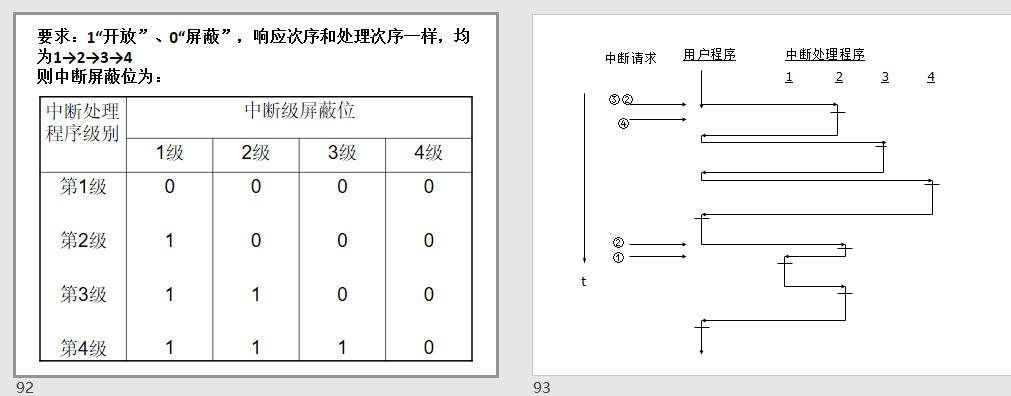 要求：1“开放”、0“屏蔽”，响应次序和处理次序一样，均
为1→2→3→4
则中断屏蔽位为：
中断处理
程序级别
中断级屏蔽位
1级 2级 3级 4级
第1级 0 0 0 0
第2级 1 0 0 0
第3级 1 1 0 0
第4级 1 1 1 0
92
中断请求 用户程序 中断处理程序
1 2 3 4
③②
④
②
①
t
93